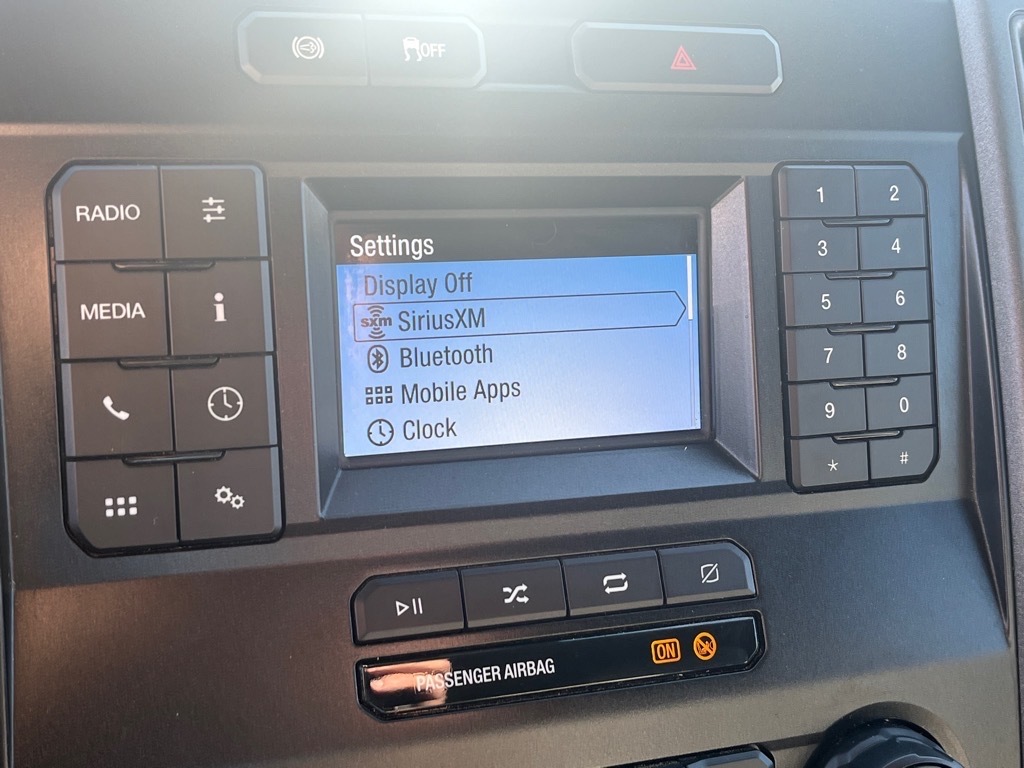 OFF
RADIO
MEDIA
i
Settings
Display Off
sxm SiriusXM
Bluetooth
Mobile Apps
Clock
1 2
3 4
5 6
7 8
9 0
* #
PASSENGER AIRBAG ON